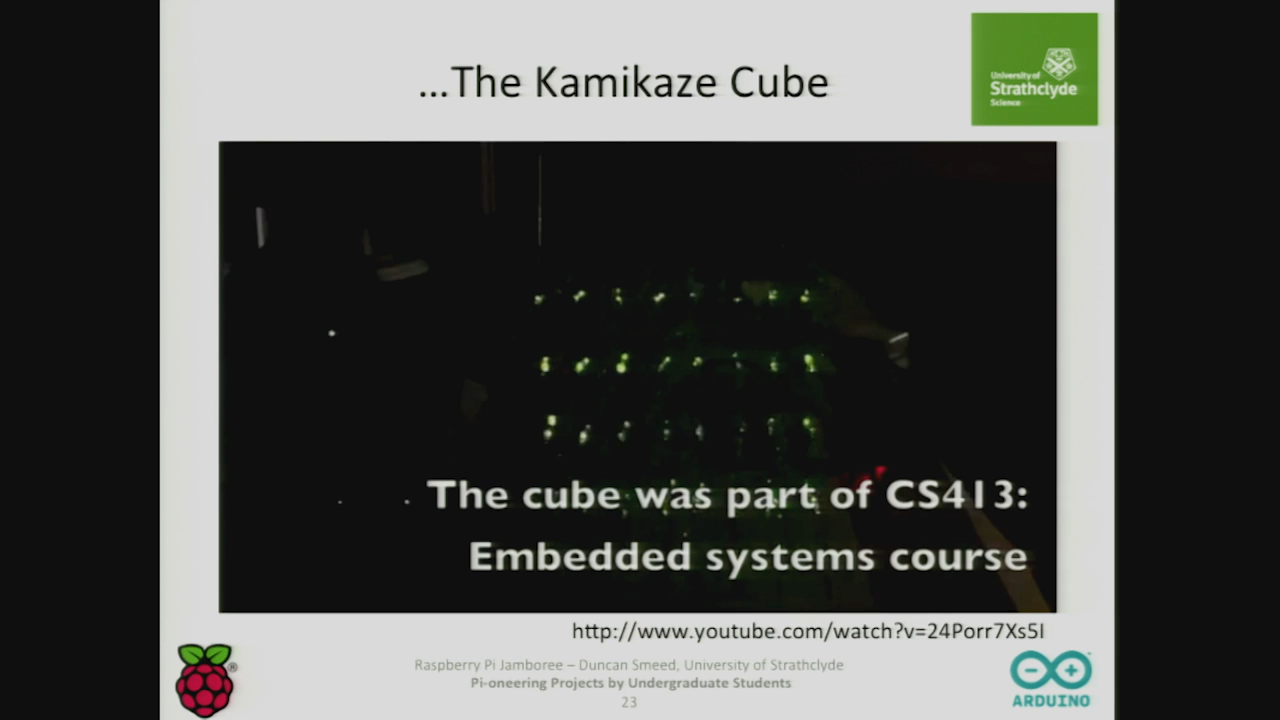 ...The Kamikaze Cube
University of
Strathclyde
Science
The cube was part of CS413:
Embedded systems course
http://www.youtube.com/watch?v=24Porr7Xs5I
Raspberry Pi Jamboree – Duncan Smeed, University of Strathclyde
Pi-oneering Projects by Undergraduate Students
23
®
ARDUINO